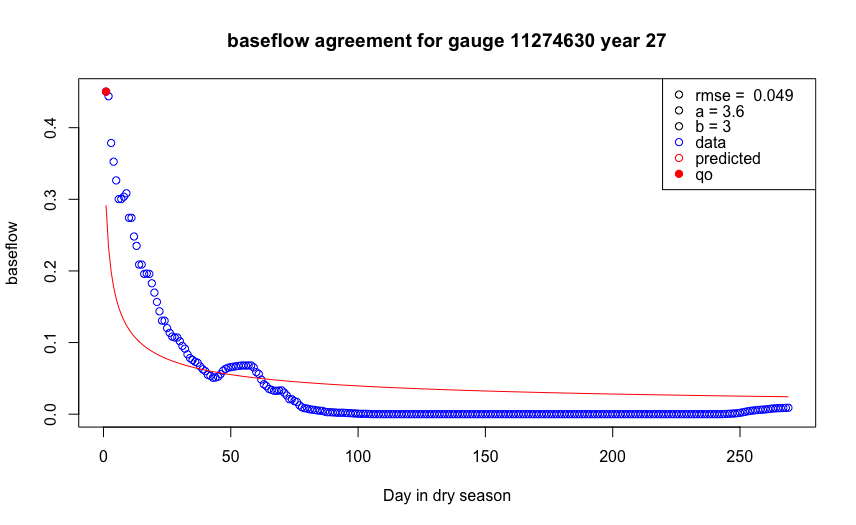 baseflow agreement for gauge 11274630 year 27
rmse =  0.049
a = 3.6
b = 3
data
predicted
qo
baseflow
0.4
0.3
0.2
0.1
0.0
0 50 100 150 200 250
Day in dry season